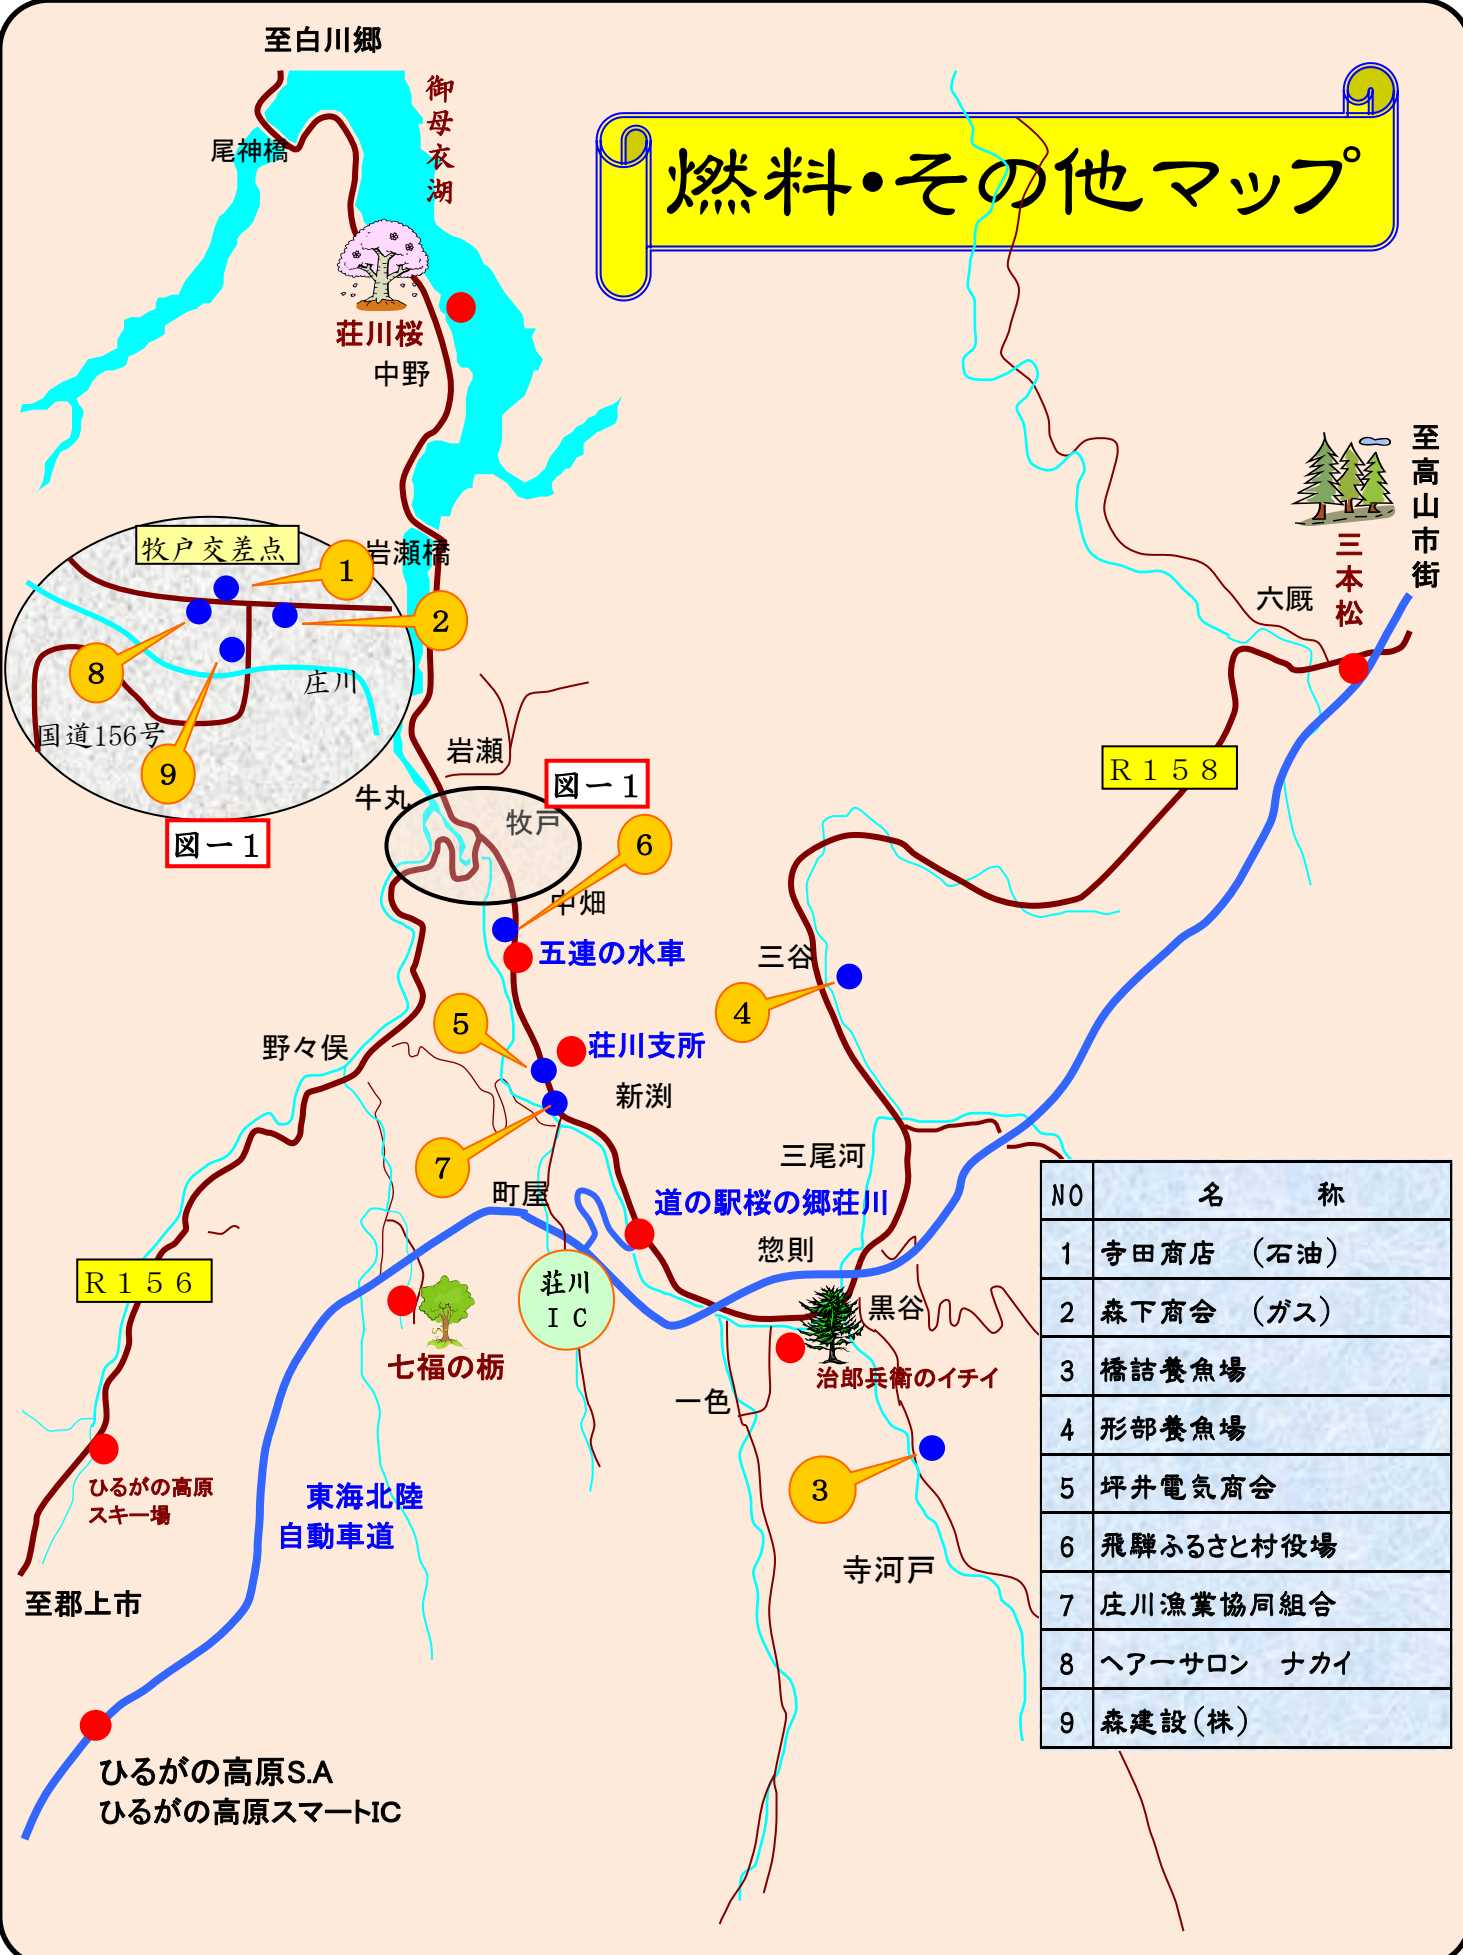 至白川郷
御母衣湖
燃料・その他マップ
尾神橋
荘川桜
中野
至高山市街
三本松
六厩
牧戸交差点
岩瀬橋
1
2
8
9
庄川
国道156号
図ー１
岩瀬
図ー１
牛丸
牧戸
Ｒ１５８
6
中畑
五連の水車
三谷
4
5
荘川支所
野々俣
新渕
7
三尾河
町屋
道の駅桜の郷荘川
惣則
Ｒ１５６
荘川
ＩＣ
黒谷
七福の栃
治郎兵衛のイチイ
一色
3
ひるがの高原
スキー場
東海北陸
自動車道
寺河戸
至郡上市
ひるがの高原S.A
ひるがの高原スマートIC
NO 名　　称
1 寺田商店　（石油）
2 森下商会　（ガス）
3 橋詰養魚場
4 形部養魚場
5 坪井電気商会
6 飛騨ふるさと村役場
7 庄川漁業協同組合
8 ヘアーサロン　ナカイ
9 森建設（株）